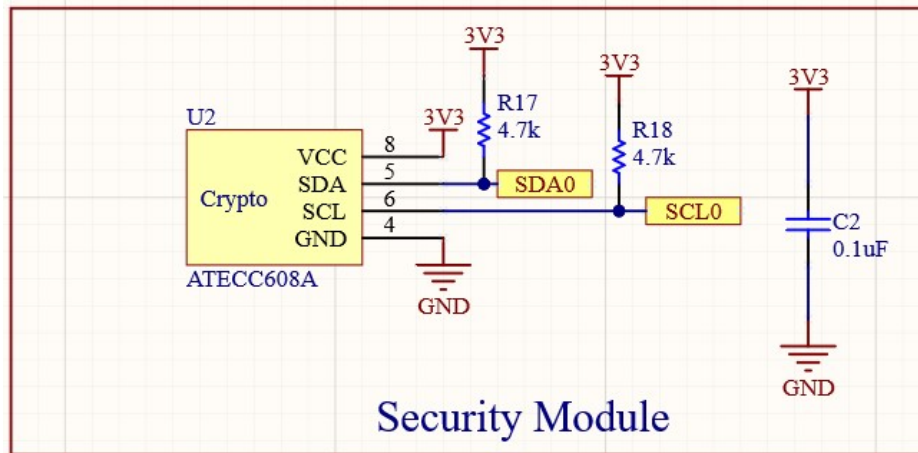 3V3
3V3
3V3
R17
4.7k
U2
3V3
R18
4.7k
VCC 8
SDA 5
SDA0
Crypto
SCL 6
SCL0
GND 4
C2
0.1uF
ATECC608A
GND
GND
Security Module